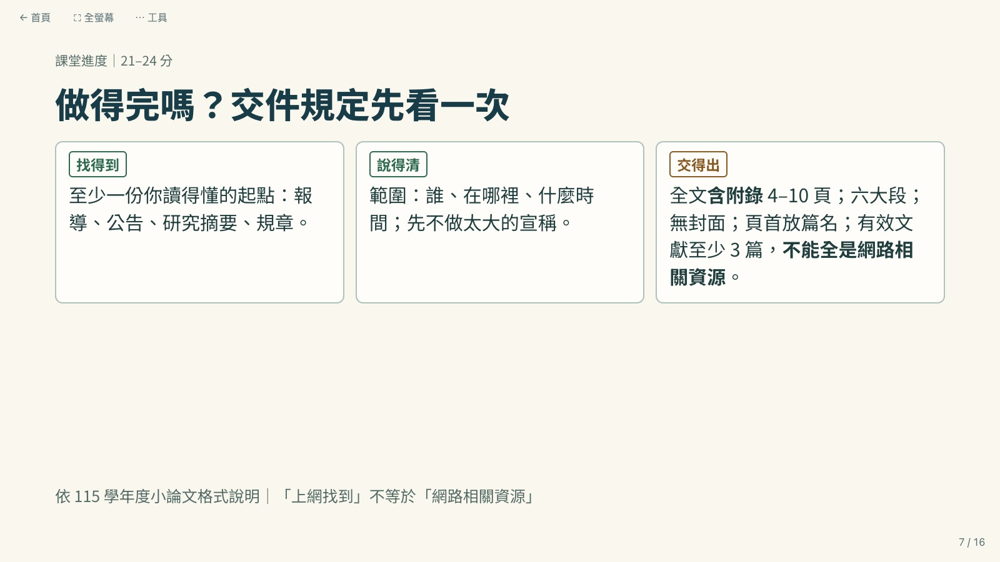 ← 首頁
全螢幕
··· 工具
課堂進度｜21–24 分
做得完嗎？交件規定先看一次
找得到
至少一份你讀得懂的起點：報
導、公告、研究摘要、規章。
說得清
範圍：誰、在哪裡、什麼時
間；先不做太大的宣稱。
交得出
全文含附錄 4–10 頁；六大段；
無封面；頁首放篇名；有效文
獻至少 3 篇，不能全是網路相
關資源。
依 115 學年度小論文格式說明｜「上網找到」不等於「網路相關資源」
7 / 16